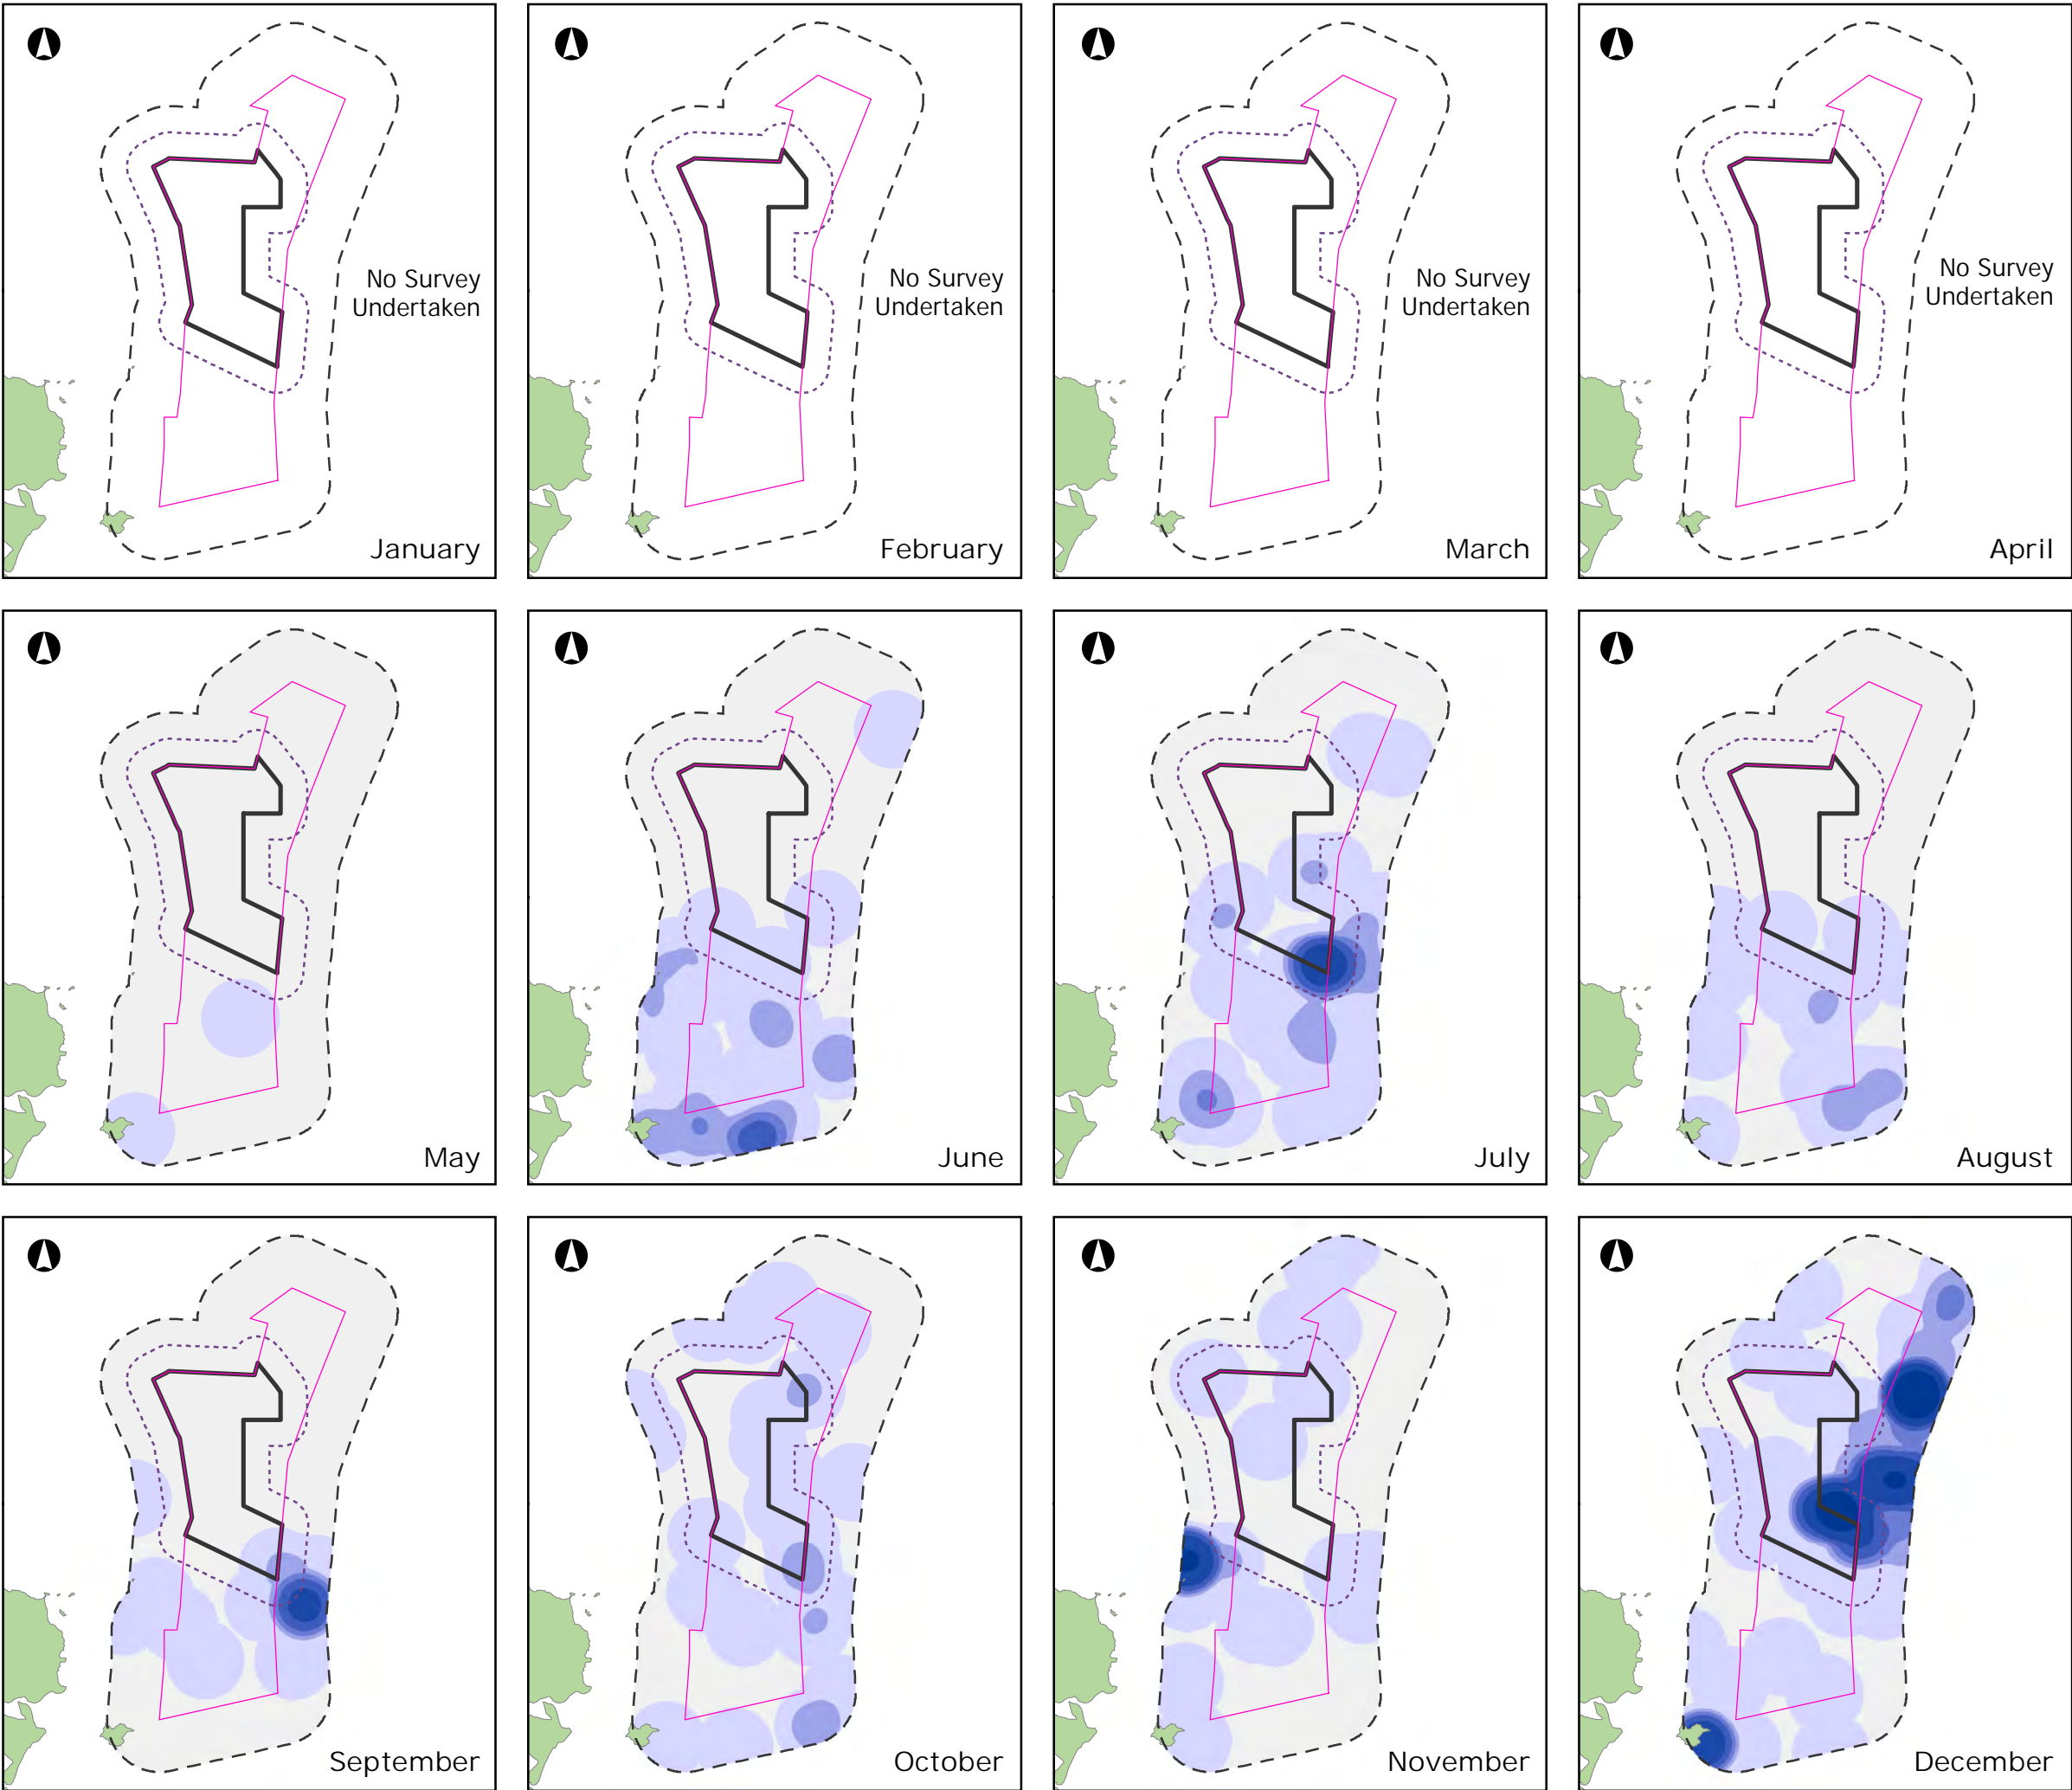 No Survey
Undertaken
January
No Survey
Undertaken
February
No Survey
Undertaken
March
No Survey
Undertaken
April
May
June
July
August
September
October
November
December